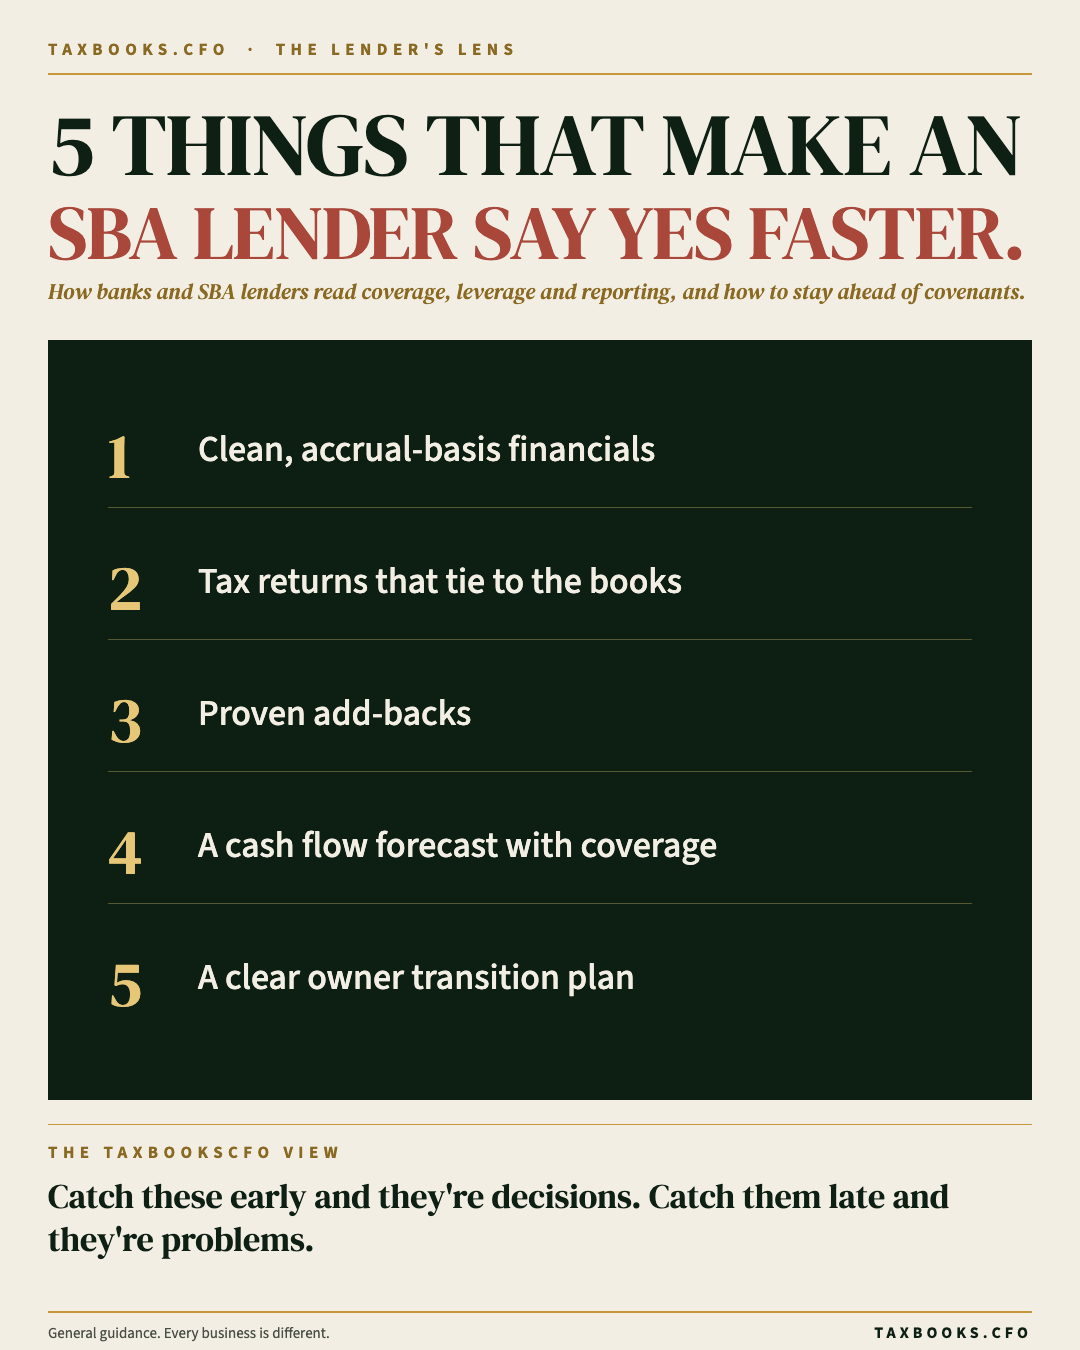 TAXBOOKS.CFO · THE LENDER'S LENS
5 THINGS THAT MAKE AN
SBA LENDER SAY YES FASTER.
How banks and SBA lenders read coverage, leverage and reporting, and how to stay ahead of covenants.
1 Clean, accrual-basis financials
2 Tax returns that tie to the books
3 Proven add-backs
4 A cash flow forecast with coverage
5 A clear owner transition plan
THE TAXBOOKSCFO VIEW
Catch these early and they're decisions. Catch them late and
they're problems.
General guidance. Every business is different.
TAXBOOKS.CFO